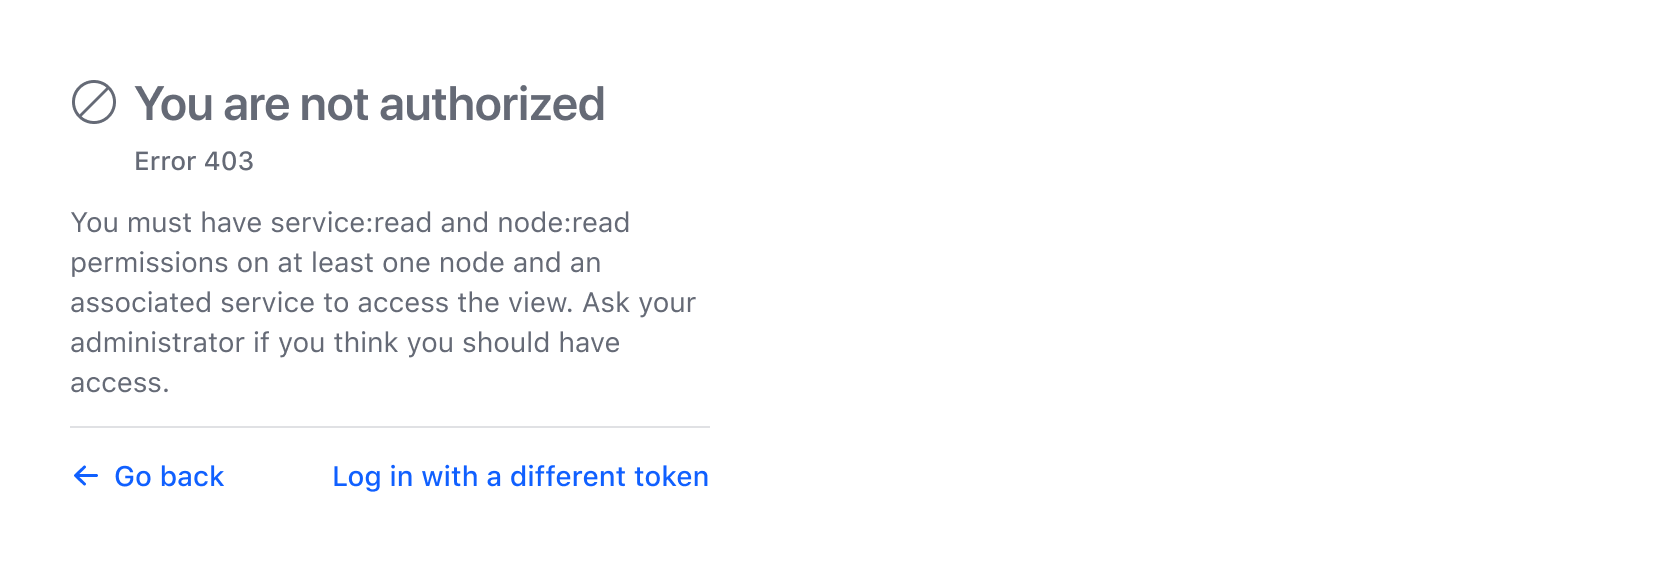 You are not authorized
Error 403
You must have service:read and node:read
permissions on at least one node and an
associated service to access the view. Ask your
administrator if you think you should have
access.
Go back
Log in with a different token